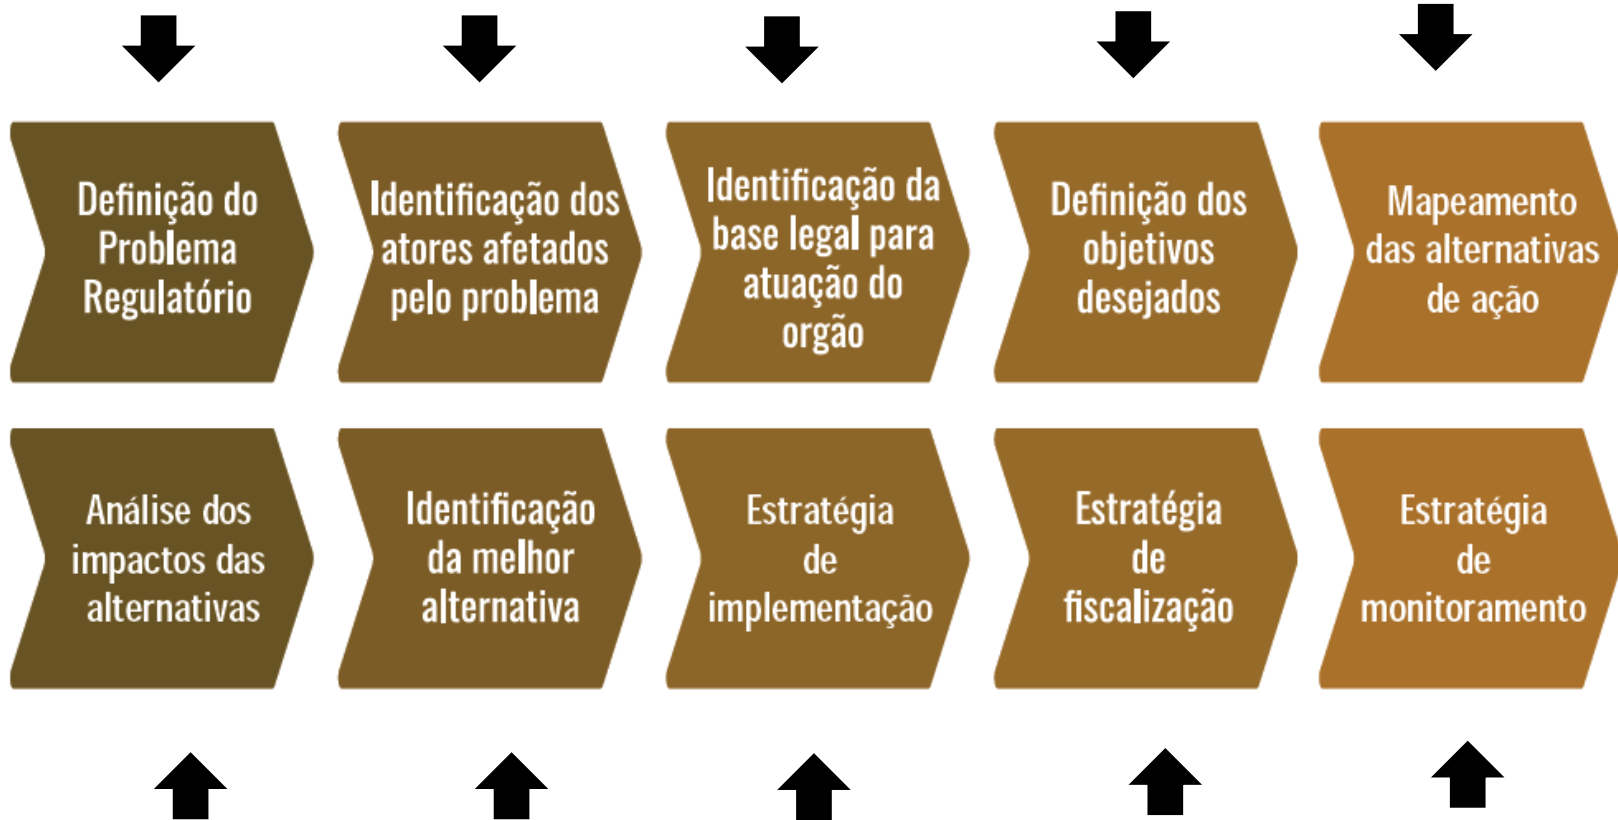 Definição do
Problema
Regulatório
Identificação dos
atores afetados
pelo problema
Identificação da
base legal para
atuação do
orgão
Definição dos
objetivos
desejados
Mapeamento
das alternativas
de ação
Análise dos
impactos das
alternativas
Identificação
da melhor
alternativa
Estratégia
de
implementação
Estratégia
de
fiscalização
Estratégia
de
monitoramento